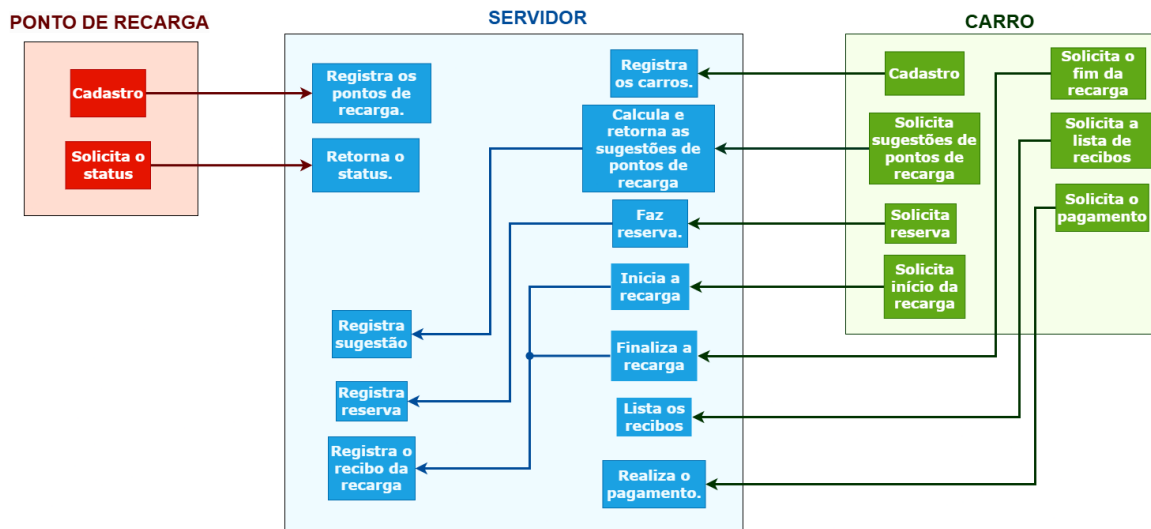 PONTO DE RECARGA
Cadastro
Solicita o
status
SERVIDOR
Registra os
pontos de
recarga.
Retorna o
status.
Registra
sugestão
Registra
reserva
Registra o
recibo da
recarga
Registra
os carros.
Calcula e
retorna as
sugestões de
pontos de
recarga
Faz
reserva.
Inicia a
recarga
Finaliza a
recarga
Lista os
recibos
Realiza o
pagamento.
CARRO
Cadastro
Solicita
sugestões de
pontos de
recarga
Solicita
reserva
Solicita
início da
recarga
Solicita o
fim da
recarga
Solicita a
lista de
recibos
Solicita o
pagamento